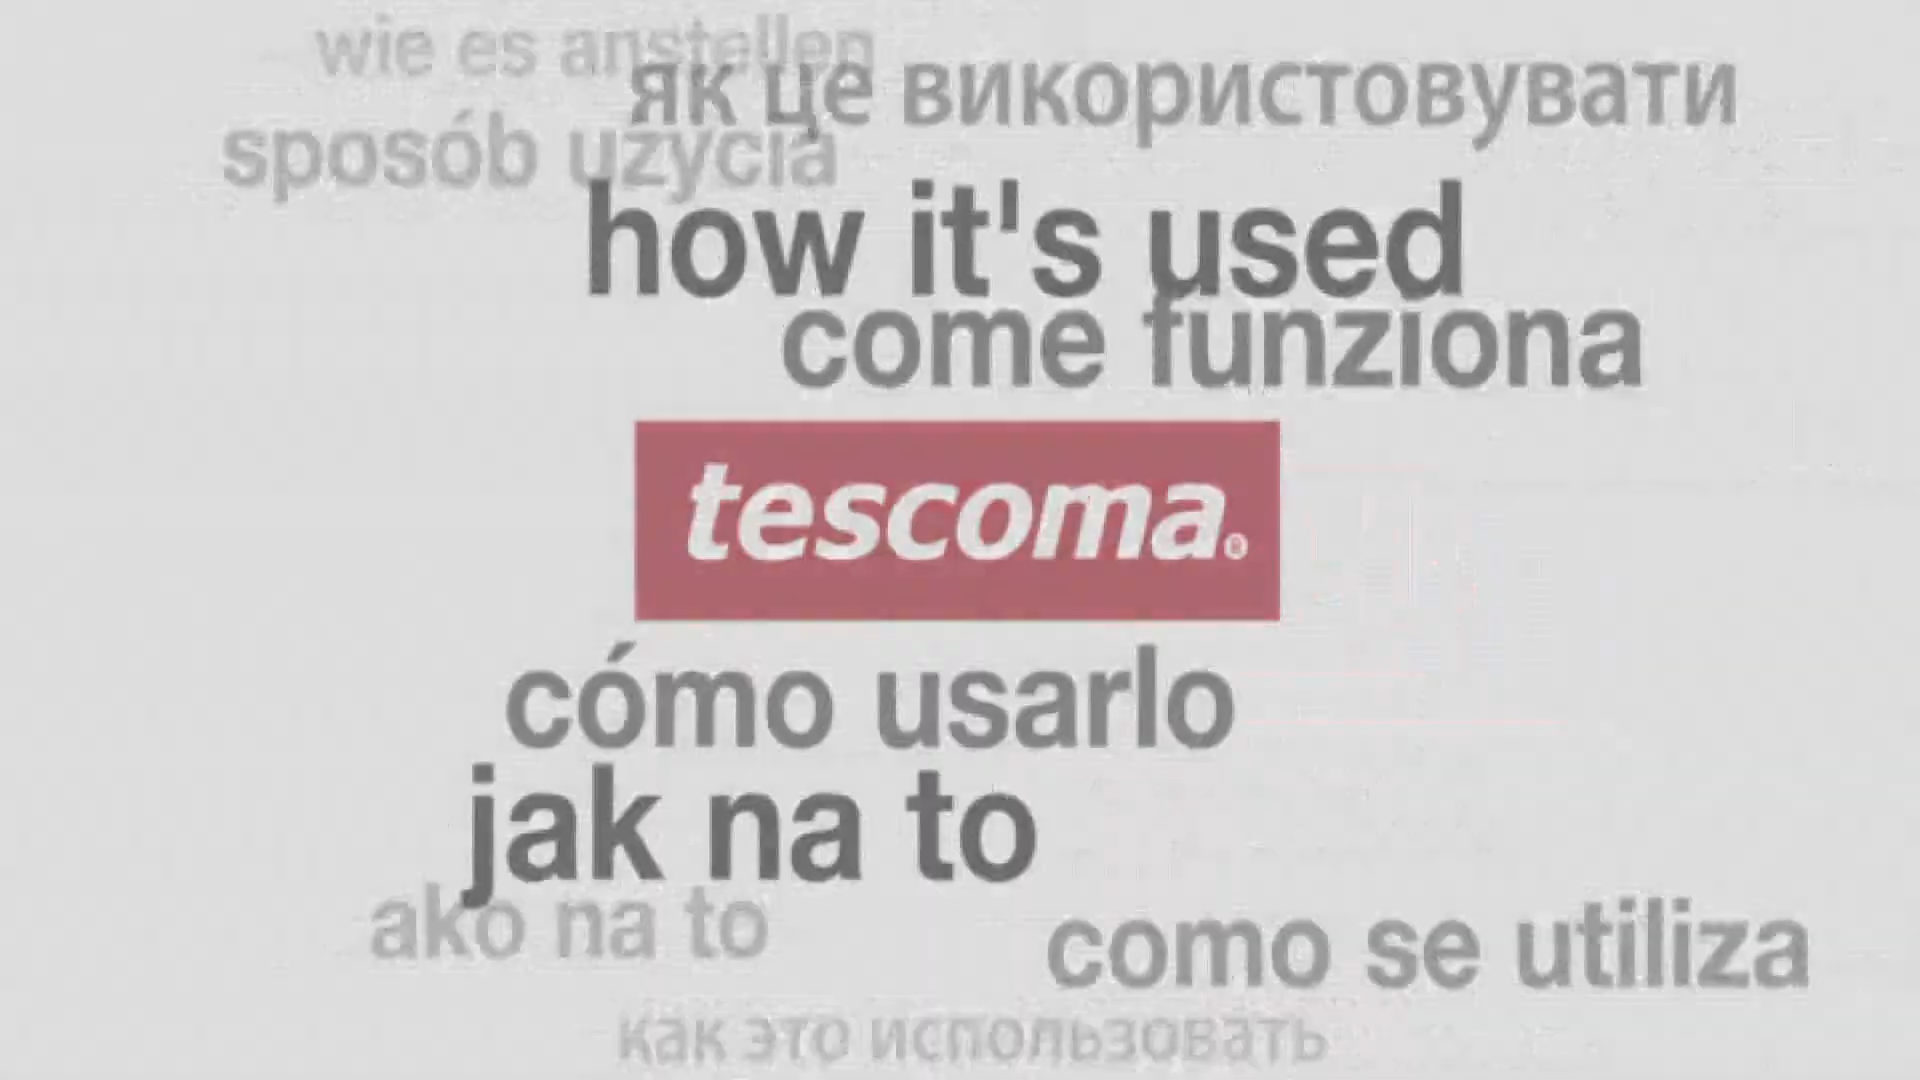 wie es anstellen
як це використовувати
sposób użycia
how it's used
come funziona
tescoma®
cómo usarlo
jak na to
ako na to
como se utiliza
как это использовать